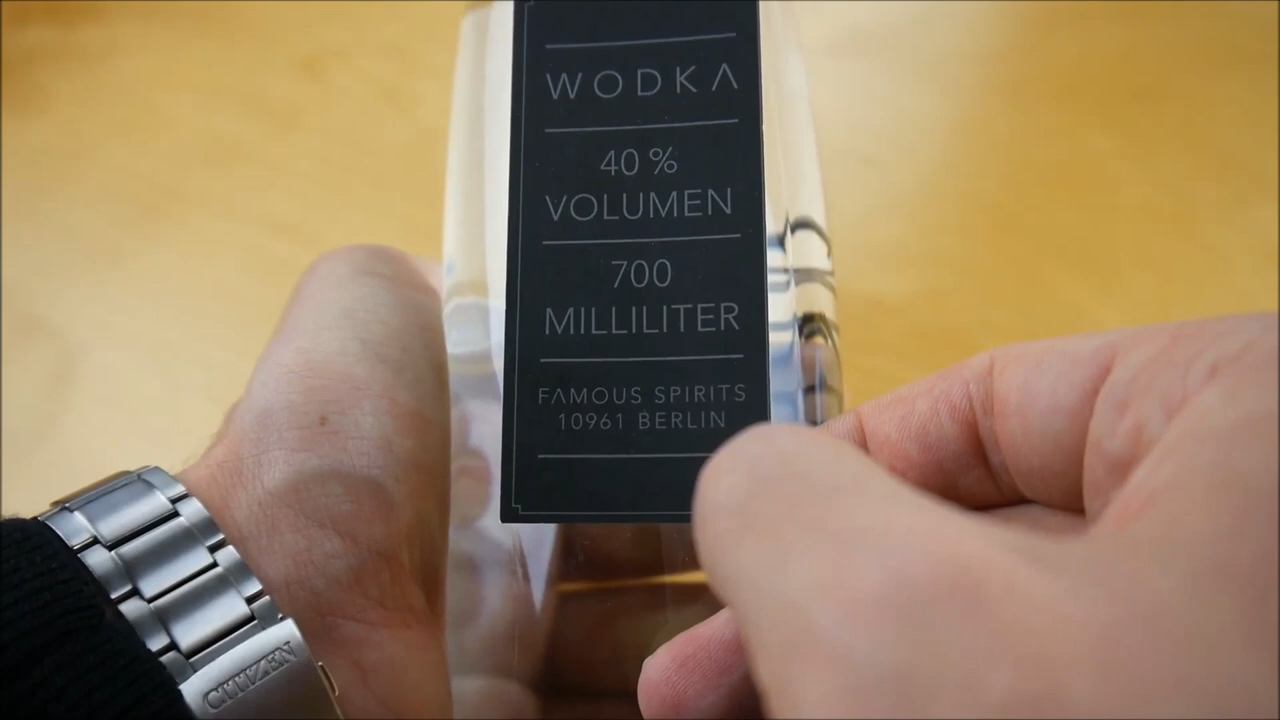 WODKA
40 %
VOLUMEN
700
MILLILITER
FAMOUS SPIRITS
10961 BERLIN
CITIZEN